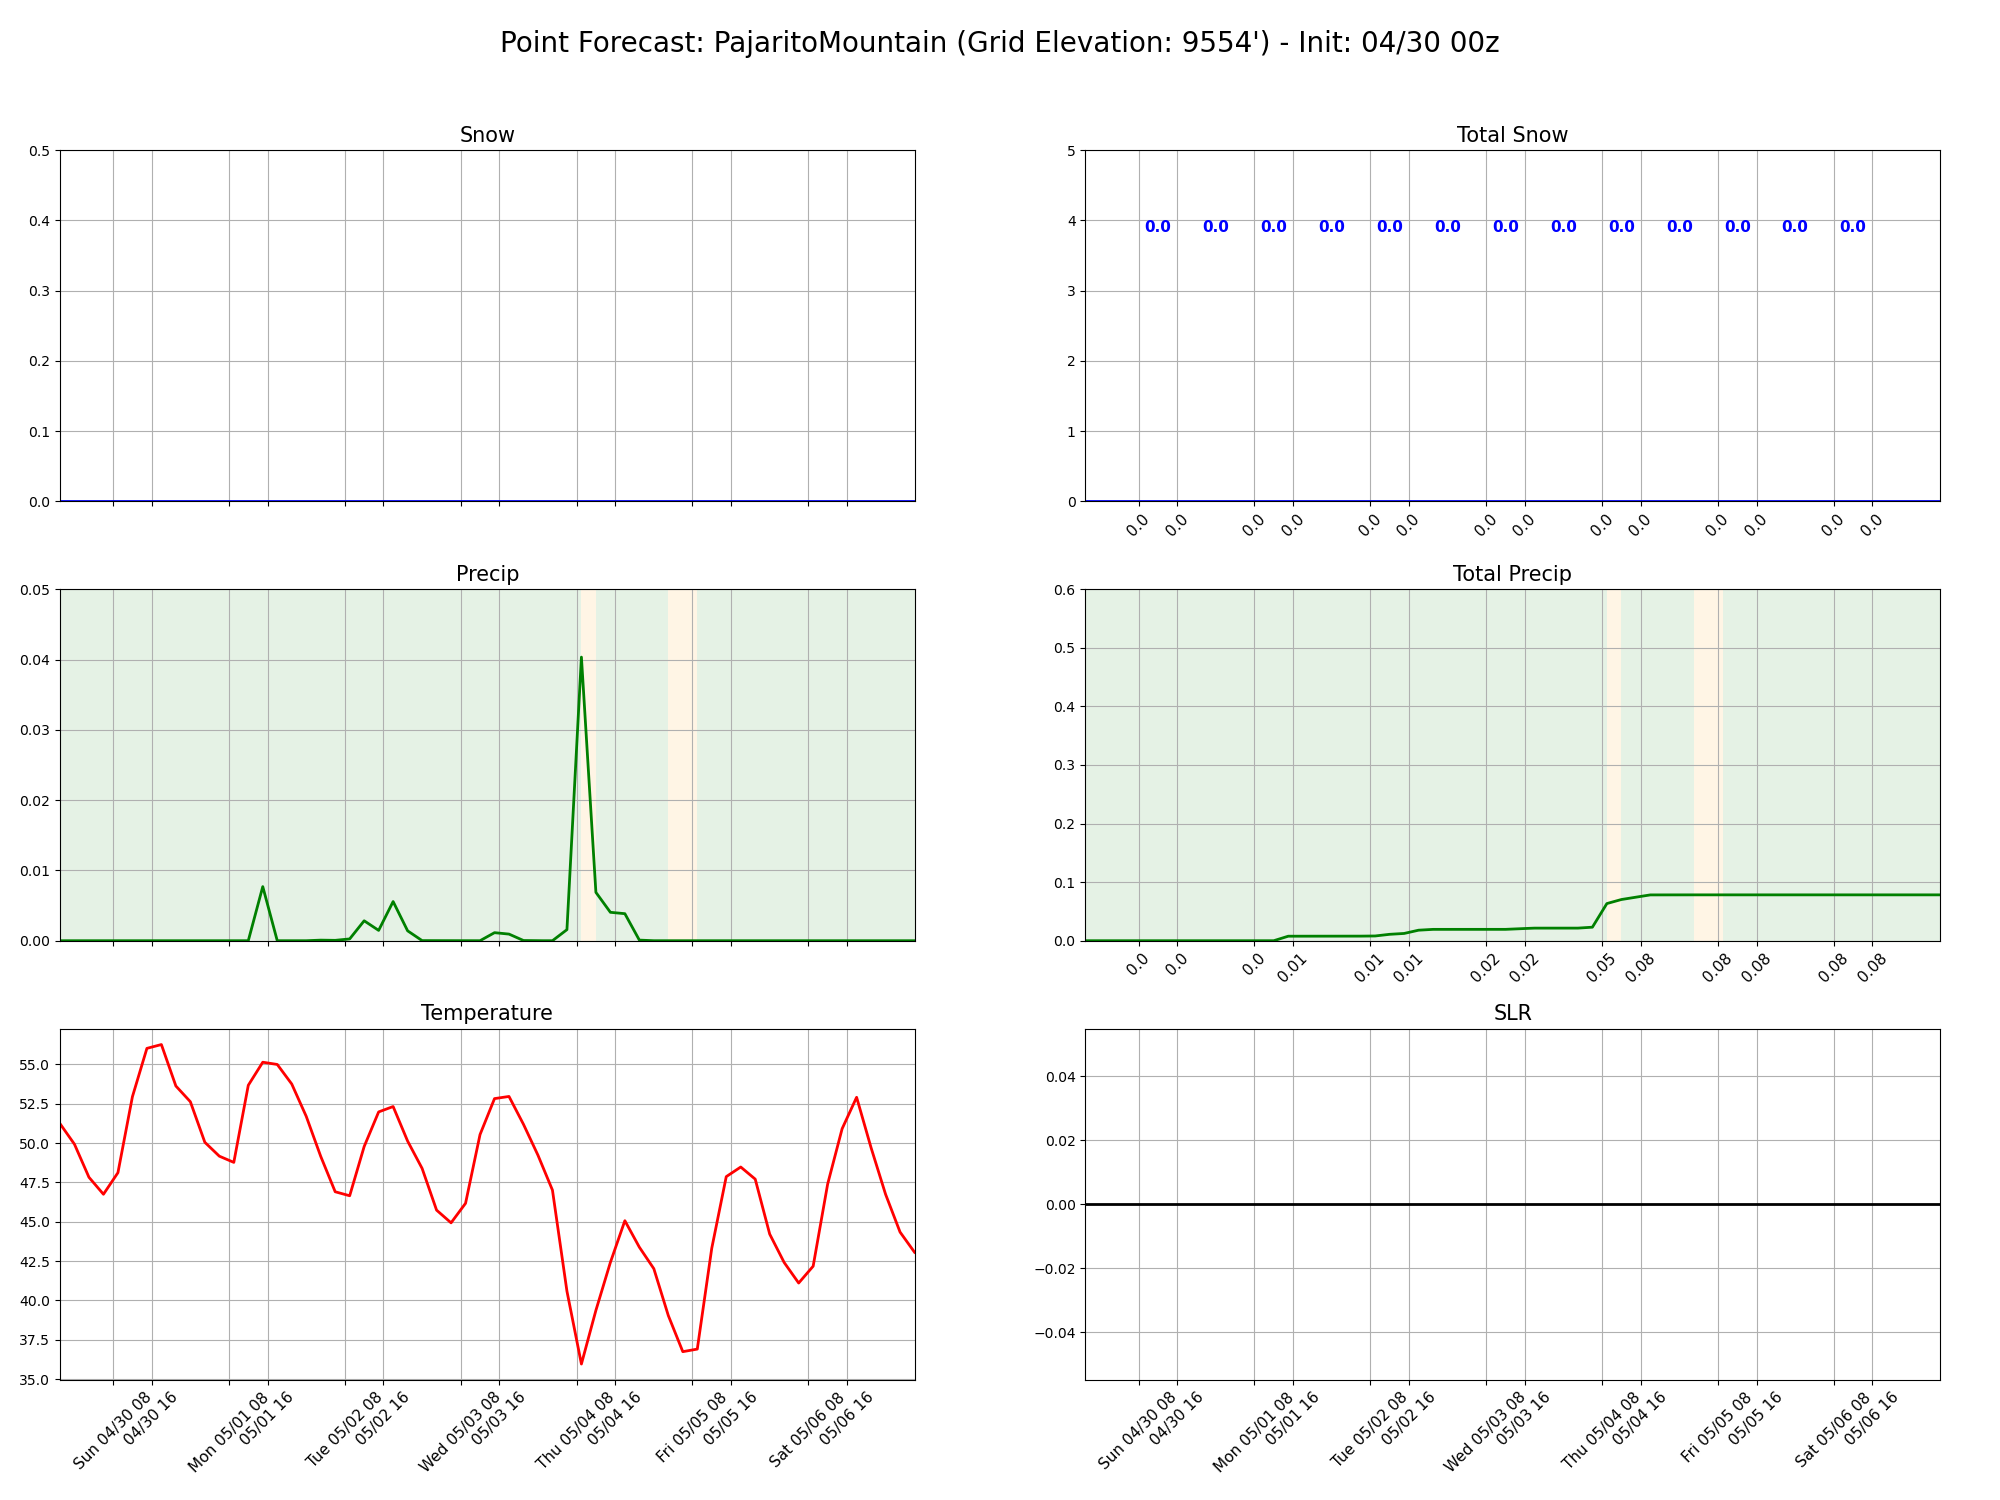 Point Forecast: PajaritoMountain (Grid Elevation: 9554') - Init: 04/30 00z
Snow
0.5
0.4
0.3
0.2
0.1
0.0
Total Snow
5
4
3
2
1
0
0.0 0.0 0.0 0.0 0.0 0.0 0.0 0.0 0.0 0.0 0.0 0.0 0.0
0.0 0.0 0.0 0.0 0.0 0.0 0.0 0.0 0.0 0.0 0.0 0.0 0.0 0.0
Precip
0.05
0.04
0.03
0.02
0.01
0.00
Total Precip
0.6
0.5
0.4
0.3
0.2
0.1
0.0
0.0 0.0 0.0 0.01 0.01 0.01 0.02 0.02 0.05 0.08 0.08 0.08 0.08 0.08
Temperature
55.0
52.5
50.0
47.5
45.0
42.5
40.0
37.5
35.0
Sun 04/30 08
04/30 16
Mon 05/01 08
05/01 16
Tue 05/02 08
05/02 16
Wed 05/03 08
05/03 16
Thu 05/04 08
05/04 16
Fri 05/05 08
05/05 16
Sat 05/06 08
05/06 16
SLR
0.04
0.02
0.00
−0.02
−0.04
Sun 04/30 08
04/30 16
Mon 05/01 08
05/01 16
Tue 05/02 08
05/02 16
Wed 05/03 08
05/03 16
Thu 05/04 08
05/04 16
Fri 05/05 08
05/05 16
Sat 05/06 08
05/06 16